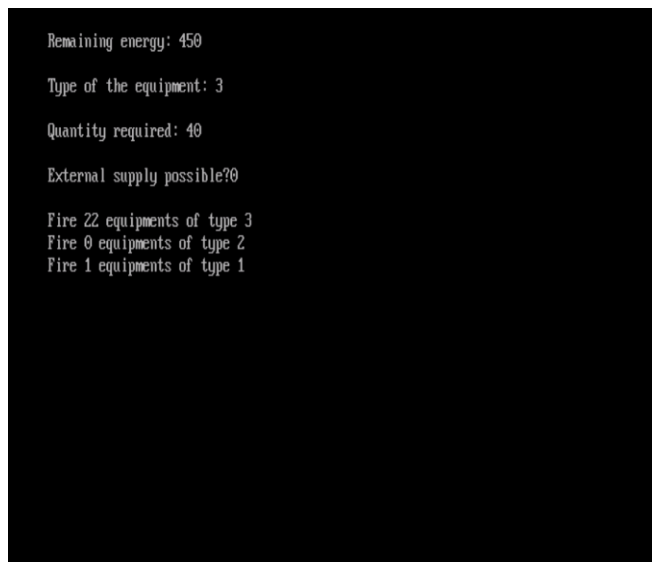 Remaining energy: 450
Type of the equipment: 3
Quantity required: 40
External supply possible?0
Fire 22 equipments of type 3
Fire 0 equipments of type 2
Fire 1 equipments of type 1